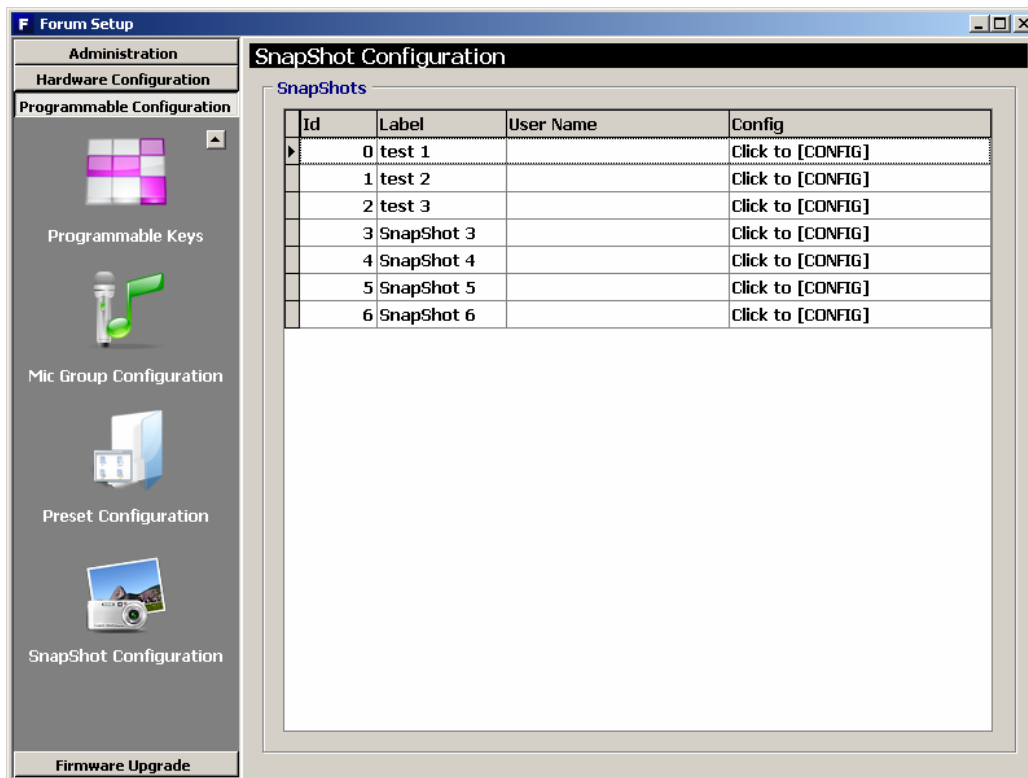 F Forum Setup
Administration
Hardware Configuration
Programmable Configuration
Programmable Keys
Mic Group Configuration
Preset Configuration
SnapShot Configuration
Firmware Upgrade
SnapShot Configuration
SnapShots
Id Label User Name Config
0 test 1 Click to [CONFIG]
1 test 2 Click to [CONFIG]
2 test 3 Click to [CONFIG]
3 SnapShot 3 Click to [CONFIG]
4 SnapShot 4 Click to [CONFIG]
5 SnapShot 5 Click to [CONFIG]
6 SnapShot 6 Click to [CONFIG]